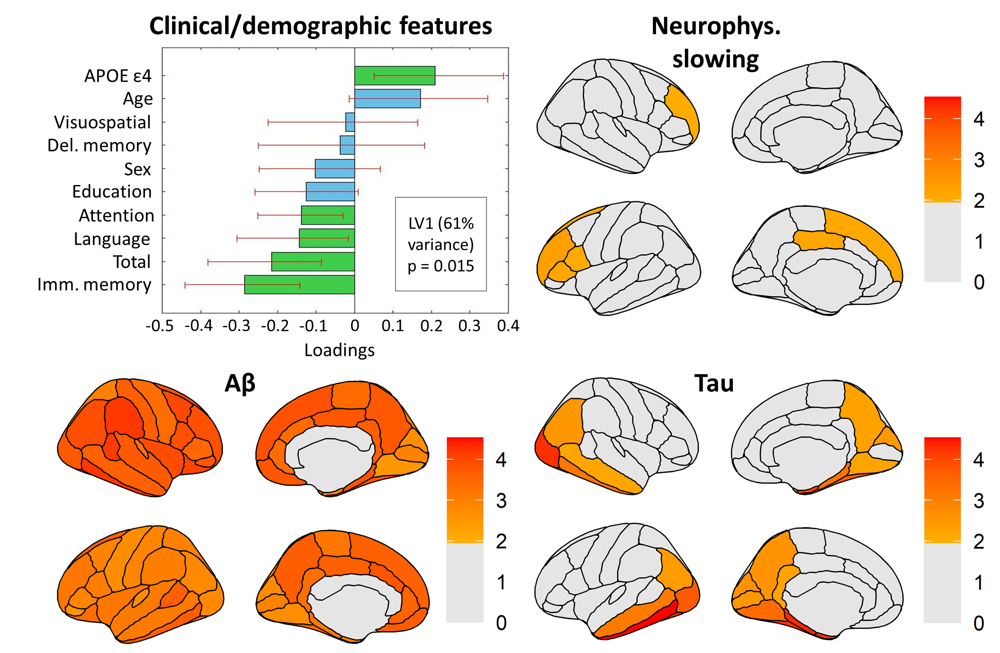 Clinical/demographic features
APOE ε4
Age
Visuospatial
Del. memory
Sex
Education
Attention
Language
Total
Imm. memory
LV1 (61%
variance)
p = 0.015
-0.5 -0.4 -0.3 -0.2 -0.1 0 0.1 0.2 0.3 0.4
Loadings
Neurophys.
slowing
4
3
2
1
0
Aβ
4
3
2
1
0
Tau
4
3
2
1
0